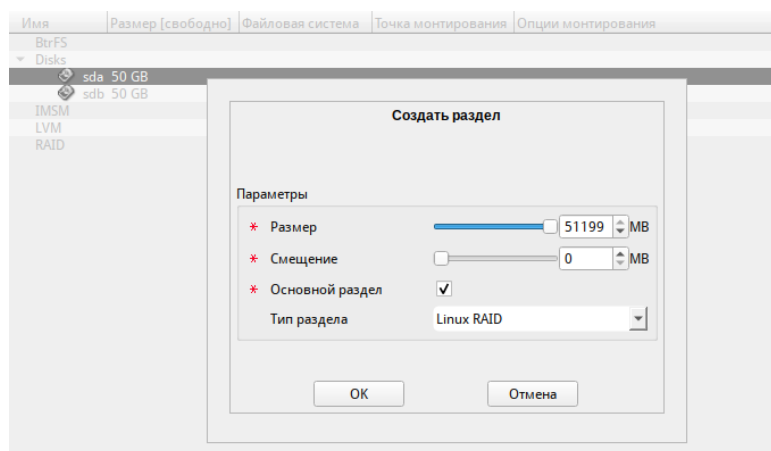 Имя Размер [свободно] Файловая система Точка монтирования Опции монтирования
BtrFS
Disks
sda 50 GB
sdb 50 GB
IMSM
LVM
RAID
Создать раздел
Параметры
* Размер 51199 MB
* Смещение 0 MB
* Основной раздел
Тип раздела Linux RAID
OK Отмена